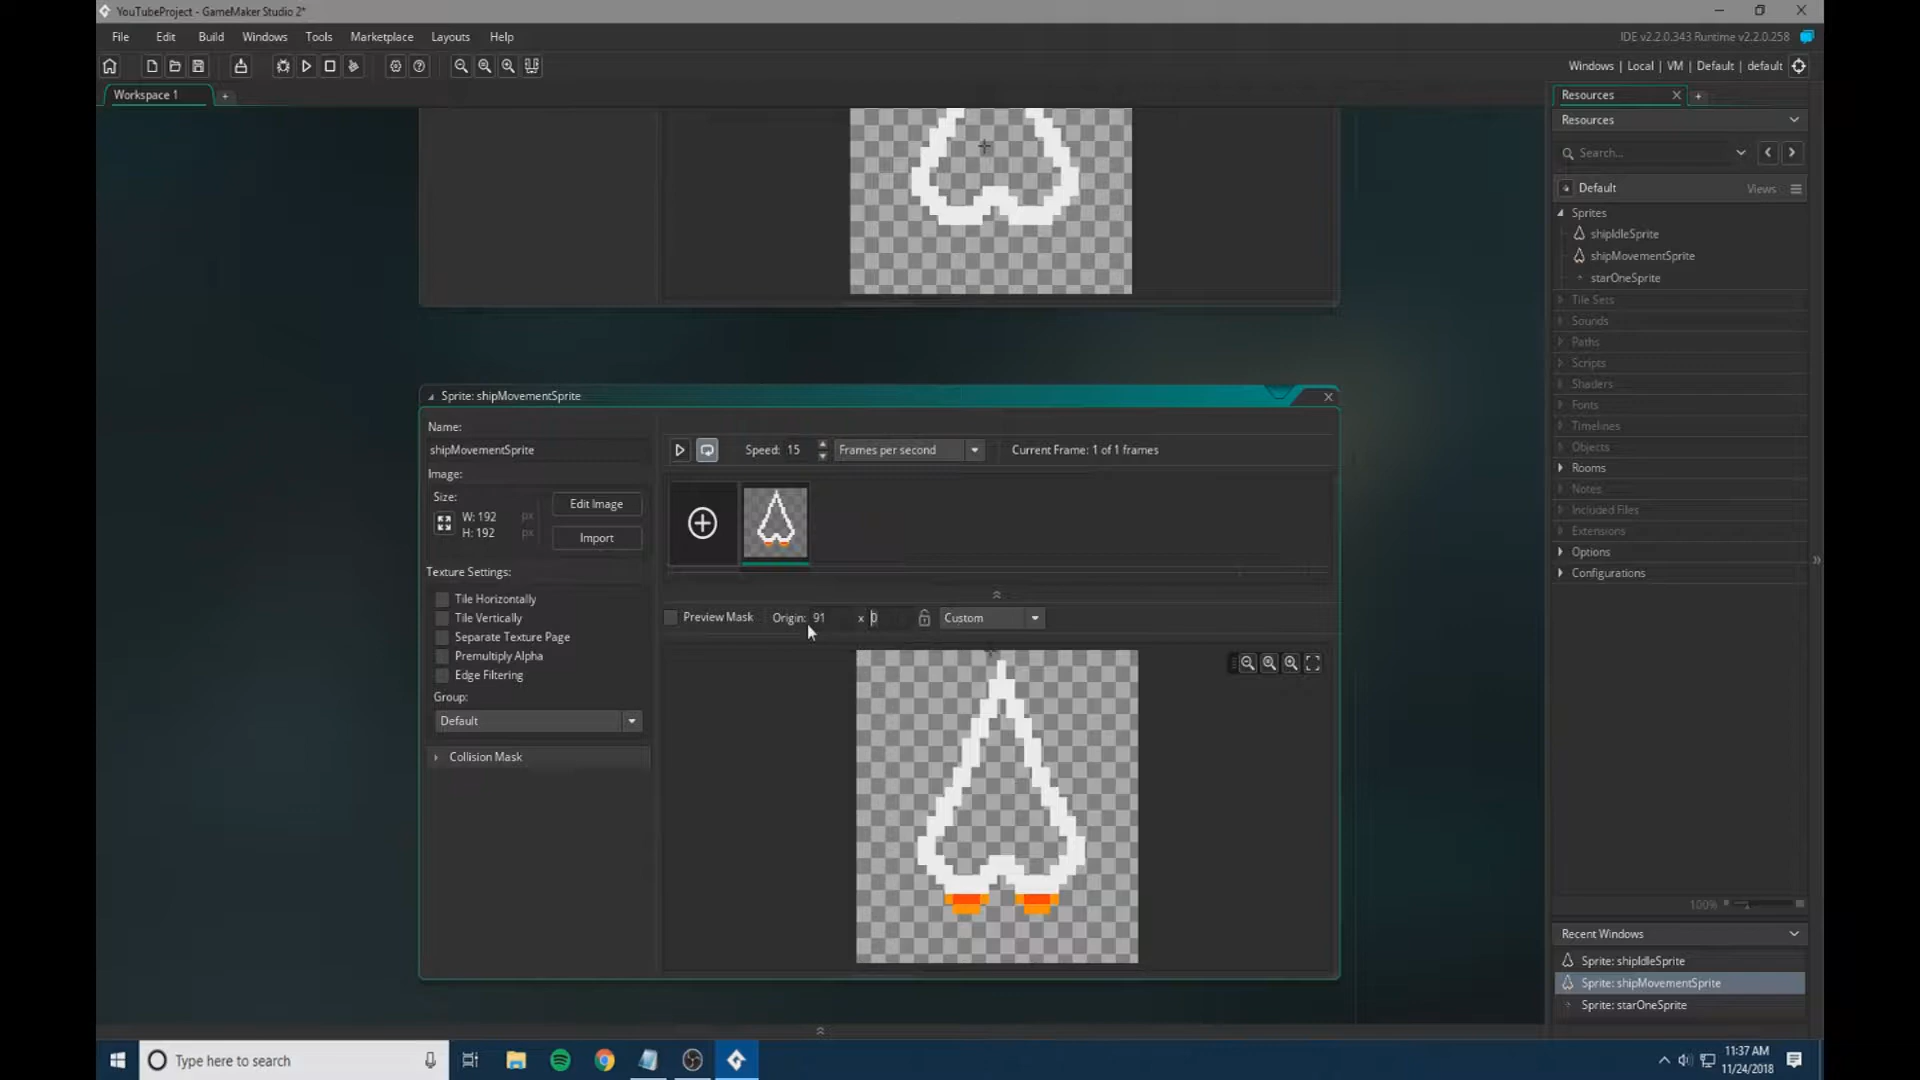 YouTubeProject - GameMaker Studio 2*
File Edit Build Windows Tools Marketplace Layouts Help
IDE v2.2.0.343 Runtime v2.2.0.258
Windows | Local | VM | Default | default
Workspace 1
Resources
Resources
Search...
Default Views
Sprites
shipIdleSprite
shipMovementSprite
starOneSprite
Tile Sets
Sounds
Paths
Scripts
Shaders
Fonts
Timelines
Objects
Rooms
Notes
Included Files
Extensions
Options
Configurations
100%
Recent Windows
Sprite: shipIdleSprite
Sprite: shipMovementSprite
Sprite: starOneSprite
Sprite: shipMovementSprite
Name:
shipMovementSprite
Image:
Size:
W: 192 px
H: 192 px
Edit Image
Import
Texture Settings:
Tile Horizontally
Tile Vertically
Separate Texture Page
Premultiply Alpha
Edge Filtering
Group:
Default
Collision Mask
Speed: 15 Frames per second Current Frame: 1 of 1 frames
Preview Mask Origin: 91 x 0 Custom
Type here to search
11:37 AM
11/24/2018